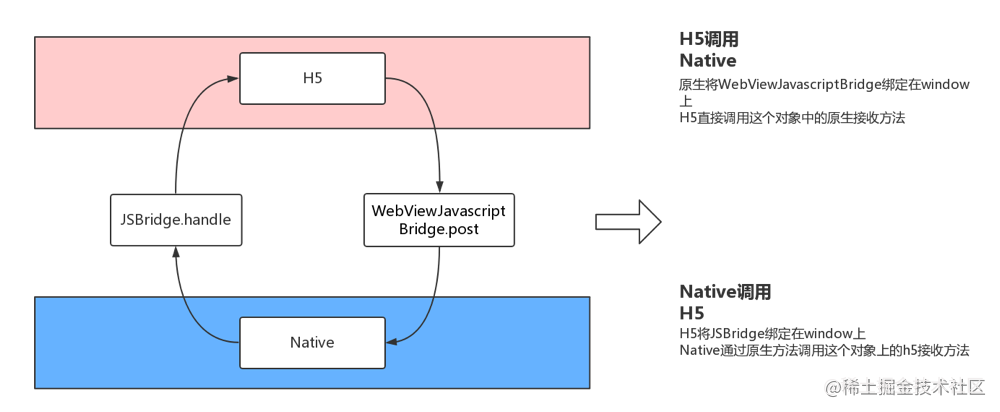 H5
JSBridge.handle
WebViewJavascript
Bridge.post
Native
H5调用
Native
原生将WebViewJavascriptBridge绑定在window
上
H5直接调用这个对象中的原生接收方法
Native调用
H5
H5将JSBridge绑定在window上
Native通过原生方法调用这个对象上的h5接收方法
@稀土掘金技术社区